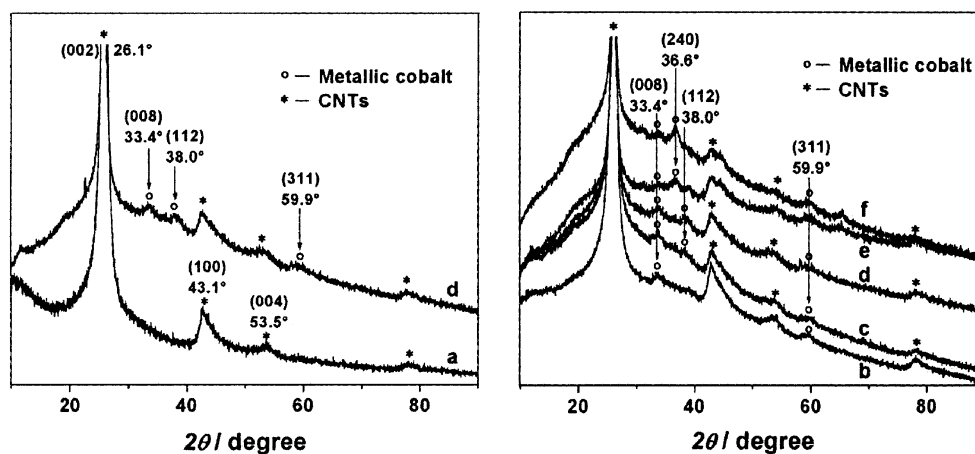 *
(002) 26.1°
o — Metallic cobalt
* — CNTs
(008)
33.4°
(112)
38.0°
*
(311)
59.9°
*
*
d
(100)
43.1°
*
(004)
53.5°
*
*
a
20 40 60 80
2θ / degree
*
(240)
36.6°
o — Metallic cobalt
* — CNTs
(008)
33.4°
(112)
38.0°
*
*
(311)
59.9°
f
*
e
*
*
d
*
*
c
*
b
20 40 60 80
2θ / degree